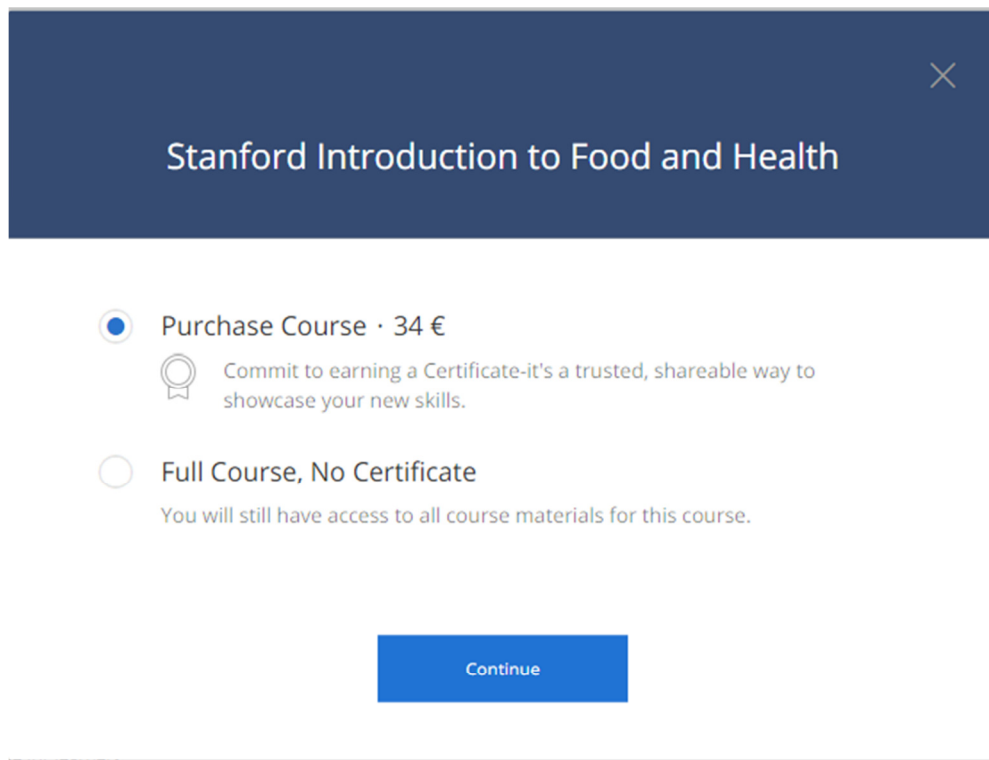 Stanford Introduction to Food and Health
Purchase Course · 34 €
Commit to earning a Certificate-it's a trusted, shareable way to
showcase your new skills.
Full Course, No Certificate
You will still have access to all course materials for this course.
Continue